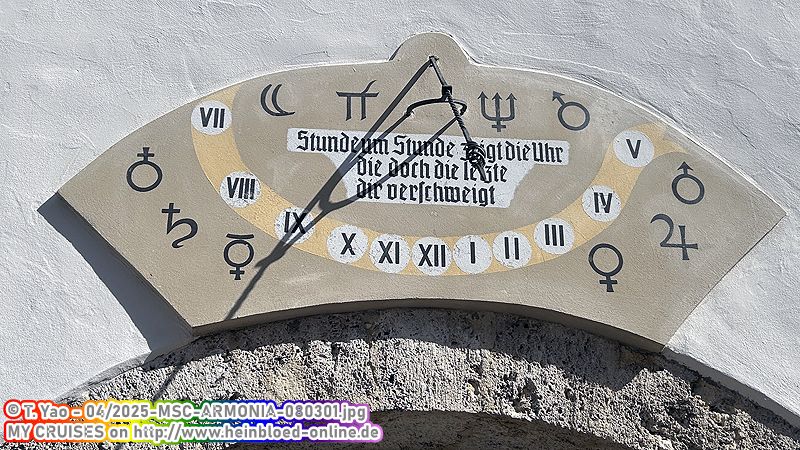 VII
V
Stunde um Stunde zeigt die Uhr
die doch die letzte
dir verschweigt
VIII
IV
IX
X
XI
XII
I
II
III
© T. Yao - 04/2025-MSC-ARMONIA-080301.jpg
MY CRUISES on http://www.heinbloed-online.de